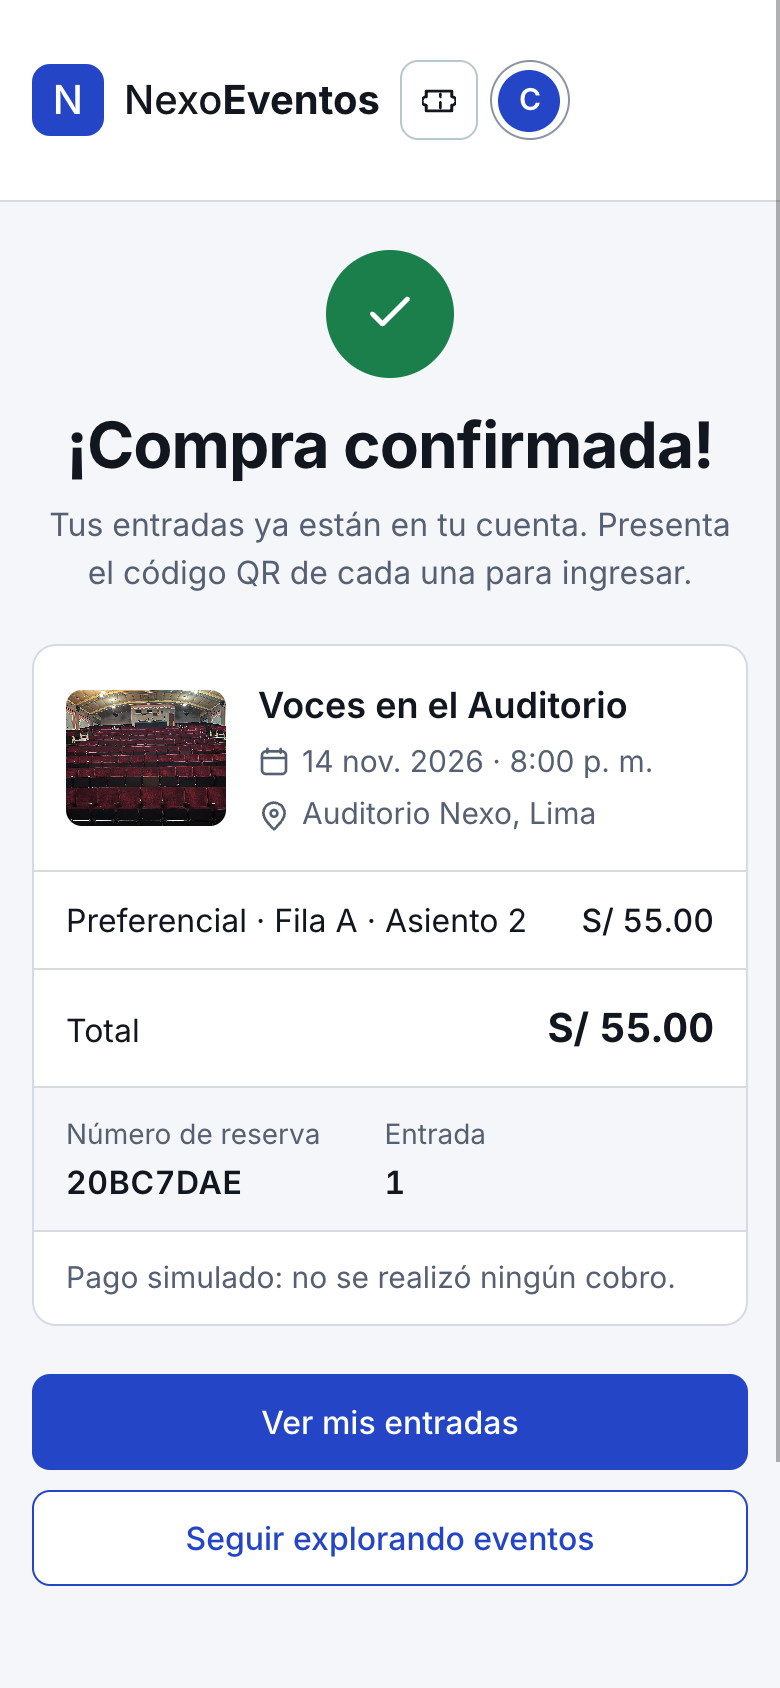 N NexoEventos C
¡Compra confirmada!
Tus entradas ya están en tu cuenta. Presenta
el código QR de cada una para ingresar.
Voces en el Auditorio
14 nov. 2026 · 8:00 p. m.
Auditorio Nexo, Lima
Preferencial · Fila A · Asiento 2 S/ 55.00
Total S/ 55.00
Número de reserva Entrada
20BC7DAE 1
Pago simulado: no se realizó ningún cobro.
Ver mis entradas
Seguir explorando eventos